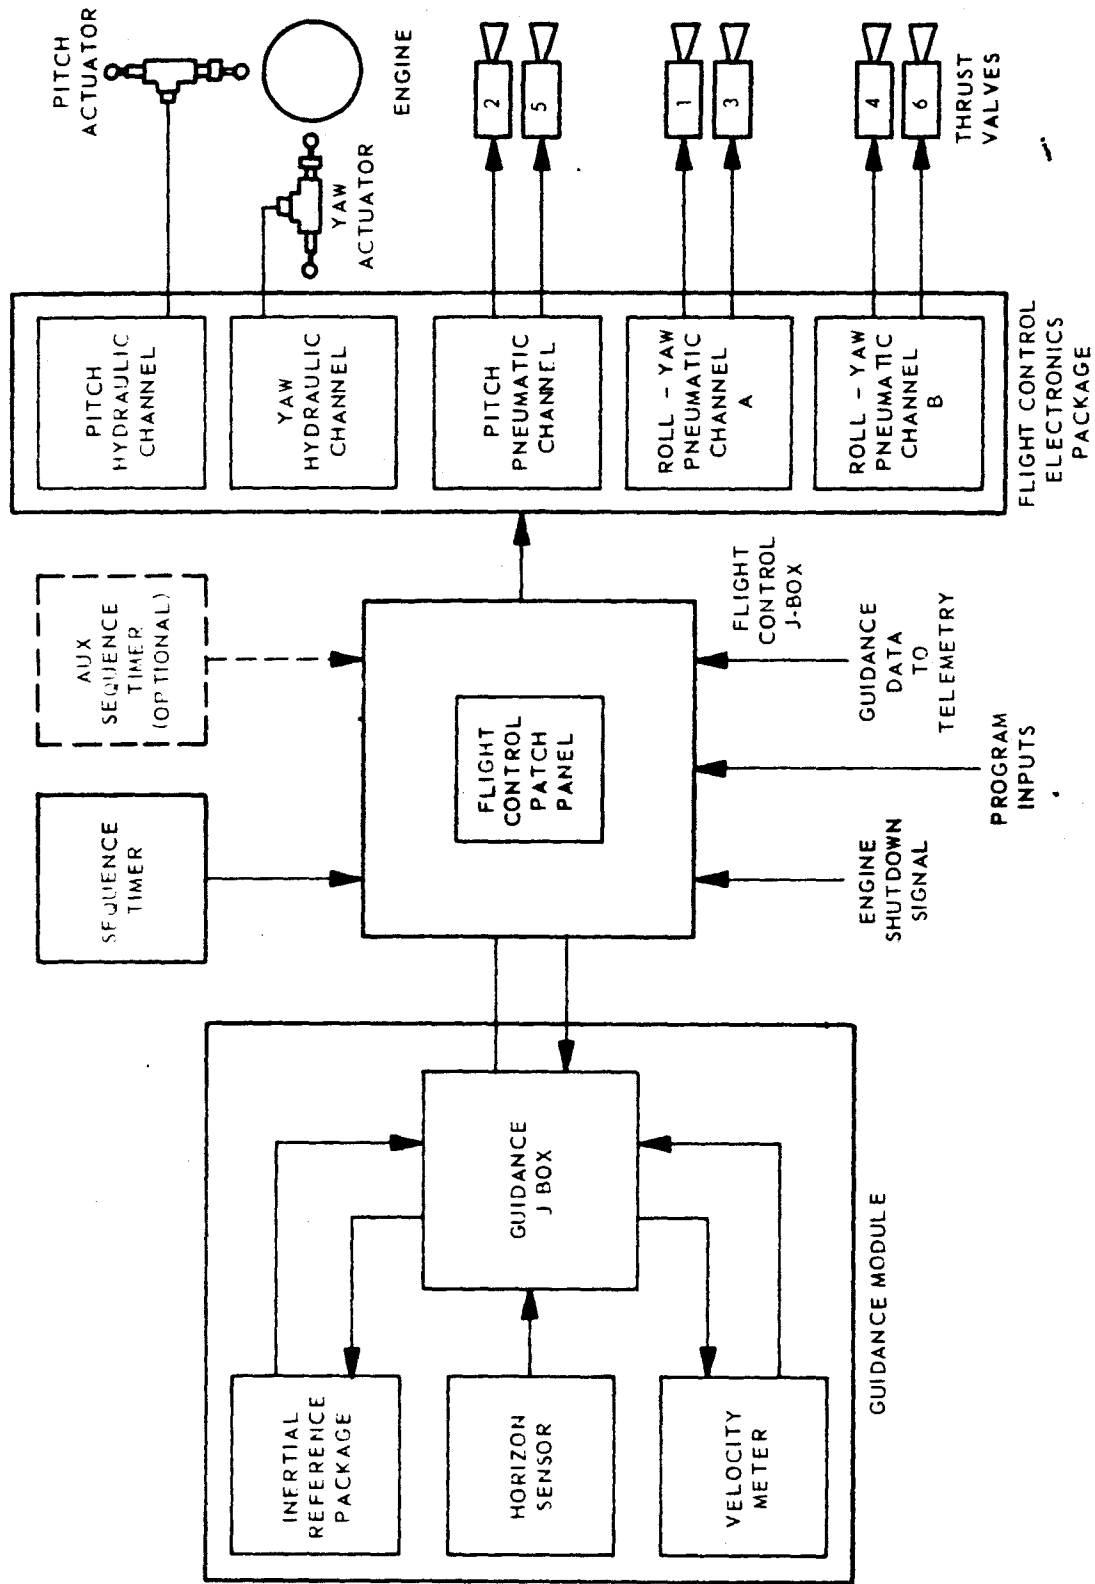 INERTIAL
REFERENCE
PACKAGE
HORIZON
SENSOR
VELOCITY
METER
GUIDANCE
J BOX
GUIDANCE MODULE
SEQUENCE
TIMER
AUX
SEQUENCE
TIMER
(OPTIONAL)
FLIGHT
CONTROL
PATCH
PANEL
ENGINE
SHUTDOWN
SIGNAL
PROGRAM
INPUTS
GUIDANCE
DATA
TO
TELEMETRY
FLIGHT
CONTROL
J-BOX
PITCH
HYDRAULIC
CHANNEL
YAW
HYDRAULIC
CHANNEL
PITCH
PNEUMATIC
CHANNEL
ROLL - YAW
PNEUMATIC
CHANNEL
A
ROLL - YAW
PNEUMATIC
CHANNEL
B
FLIGHT CONTROL
ELECTRONICS
PACKAGE
PITCH
ACTUATOR
YAW
ACTUATOR
ENGINE
2
5
1
3
4
6
THRUST
VALVES